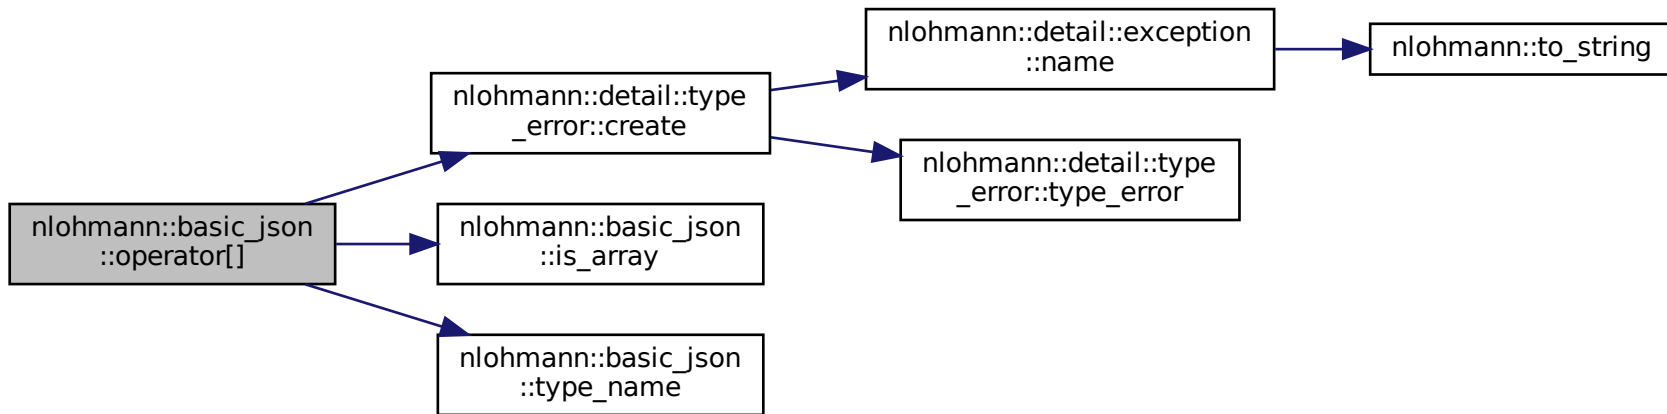 nlohmann::basic_json
::operator[]
nlohmann::detail::type
_error::create
nlohmann::basic_json
::is_array
nlohmann::basic_json
::type_name
nlohmann::detail::exception
::name
nlohmann::detail::type
_error::type_error
nlohmann::to_string